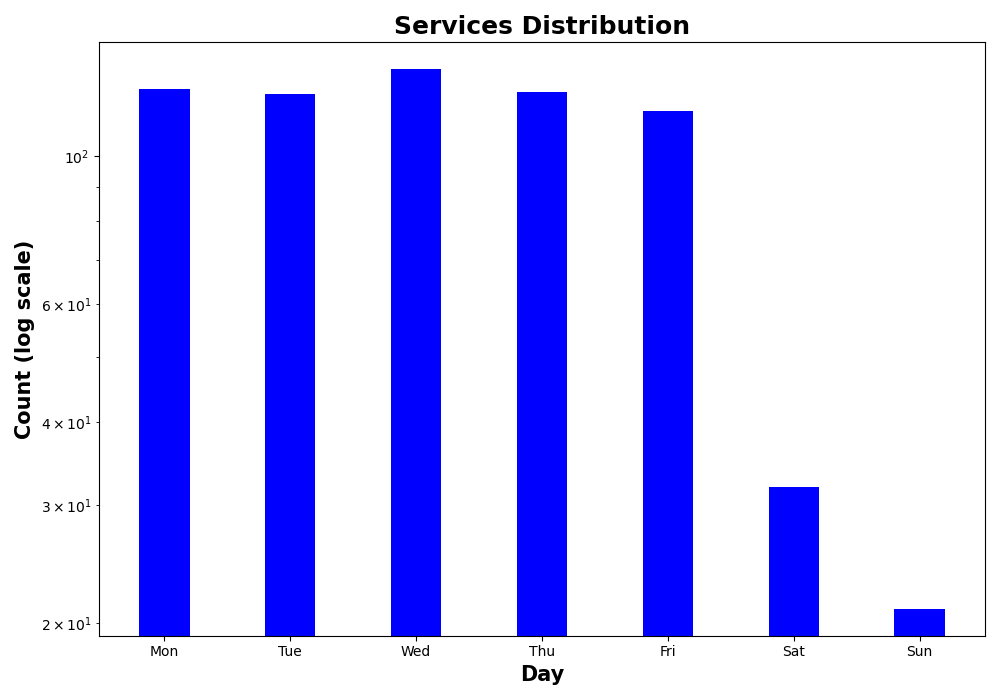 Services Distribution
Count (log scale)
10²
6 × 10¹
4 × 10¹
3 × 10¹
2 × 10¹
Mon Tue Wed Thu Fri Sat Sun
Day